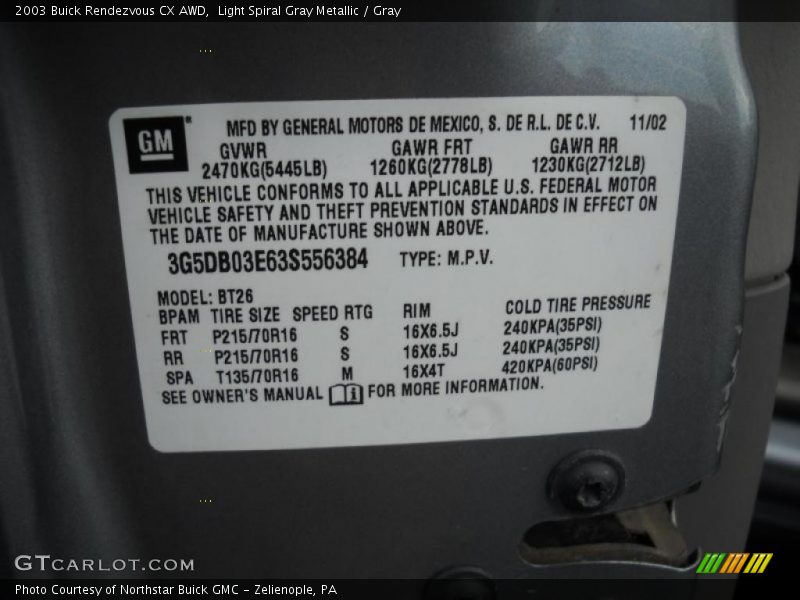 2003 Buick Rendezvous CX AWD, Light Spiral Gray Metallic / Gray
GM ®
MFD BY GENERAL MOTORS DE MEXICO, S. DE R.L. DE C.V. 11/02
GVWR GAWR FRT GAWR RR
2470KG(5445LB) 1260KG(2778LB) 1230KG(2712LB)
THIS VEHICLE CONFORMS TO ALL APPLICABLE U.S. FEDERAL MOTOR
VEHICLE SAFETY AND THEFT PREVENTION STANDARDS IN EFFECT ON
THE DATE OF MANUFACTURE SHOWN ABOVE.
3G5DB03E63S556384 TYPE: M.P.V.
MODEL: BT26
BPAM TIRE SIZE SPEED RTG RIM COLD TIRE PRESSURE
FRT P215/70R16 S 16X6.5J 240KPA(35PSI)
RR P215/70R16 S 16X6.5J 240KPA(35PSI)
SPA T135/70R16 M 16X4T 420KPA(60PSI)
SEE OWNER'S MANUAL i FOR MORE INFORMATION.
GTCARLOT.COM
Photo Courtesy of Northstar Buick GMC - Zelienople, PA